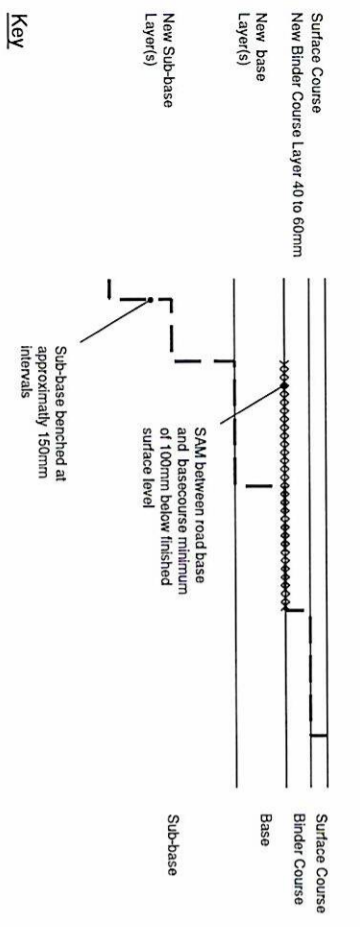 Surface Course
New Binder Course Layer 40 to 60mm
New base
Layer(s)
New Sub-base
Layer(s)
Key
Sub-base benched at
approximatly 150mm
intervals
SAM between road base
and basecourse minimum
of 100mm below finished
surface level
Surface Course
Binder Course
Base
Sub-base